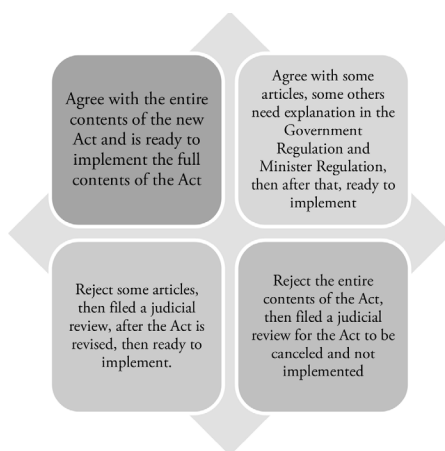 Agree with the entire
contents of the new
Act and is ready to
implement the full
contents of the Act
Agree with some
articles, some others
need explanation in the
Government
Regulation and
Minister Regulation,
then after that, ready to
implement
Reject some articles,
then filed a judicial
review, after the Act is
revised, then ready to
implement.
Reject the entire
contents of the Act,
then filed a judicial
review for the Act to be
canceled and not
implemented